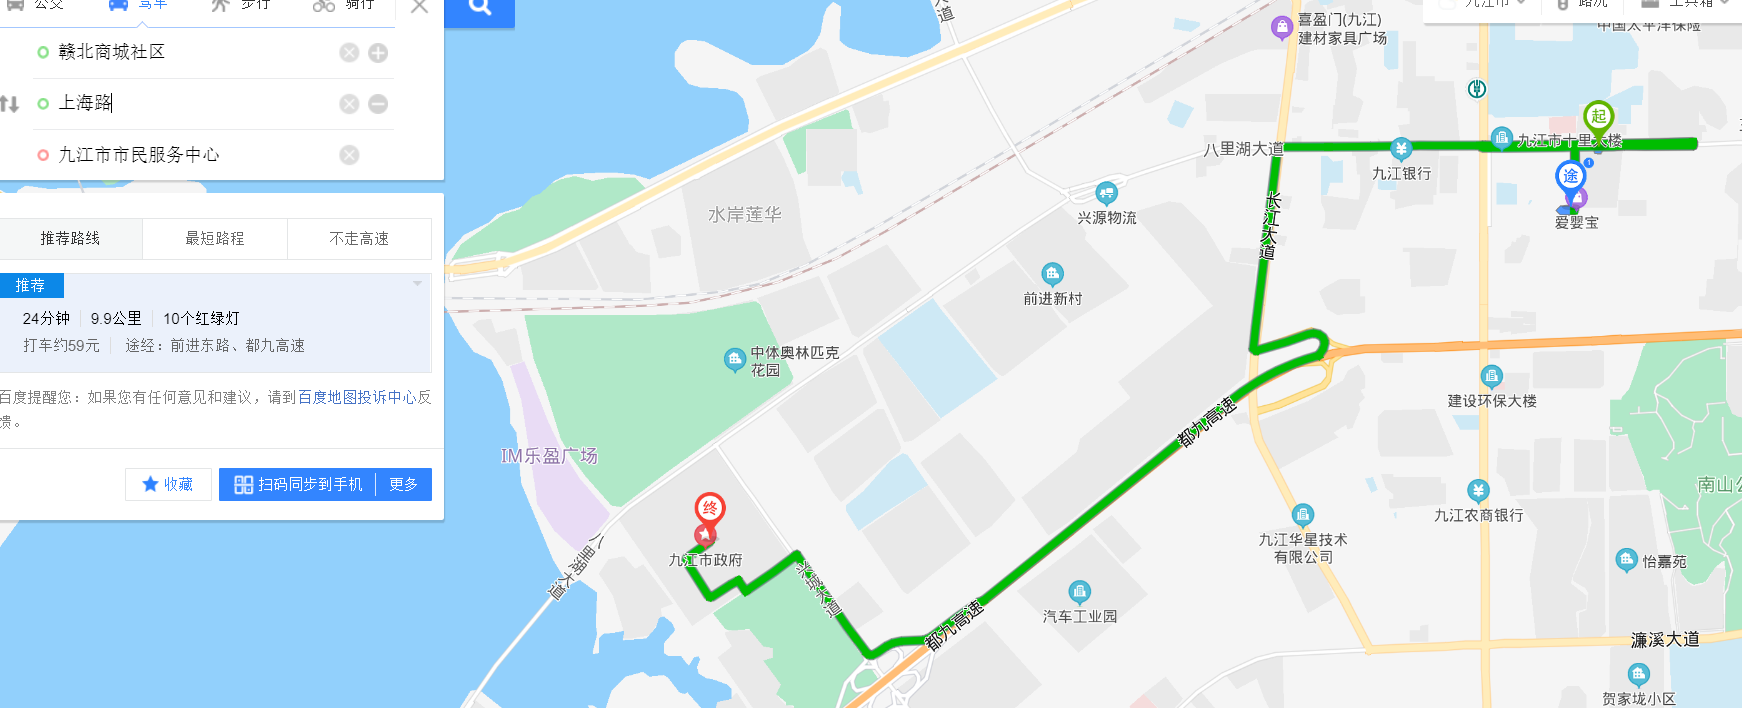 公交
驾车
步行
骑行
赣北商城社区
上海路
九江市市民服务中心
推荐路线
最短路程
不走高速
推荐
24分钟
9.9公里
10个红绿灯
打车约59元
途经：前进东路、都九高速
百度提醒您：如果您有任何意见和建议，请到百度地图投诉中心反
馈。
收藏
扫码同步到手机
更多
大道
喜盈门(九江)
建材家具广场
九江市
路况
工具箱
中国太平洋保险
起
九江市十里大楼
八里湖大道
九江银行
途
1
爱婴宝
长江大道
兴源物流
水岸莲华
前进新村
中体奥林匹克
花园
建设环保大楼
都九高速
IM乐盈广场
南山公
九江农商银行
终
九江市政府
八里湖大道
兴城大道
九江华星技术
有限公司
怡嘉苑
汽车工业园
都九高速
濂溪大道
贺家垅小区